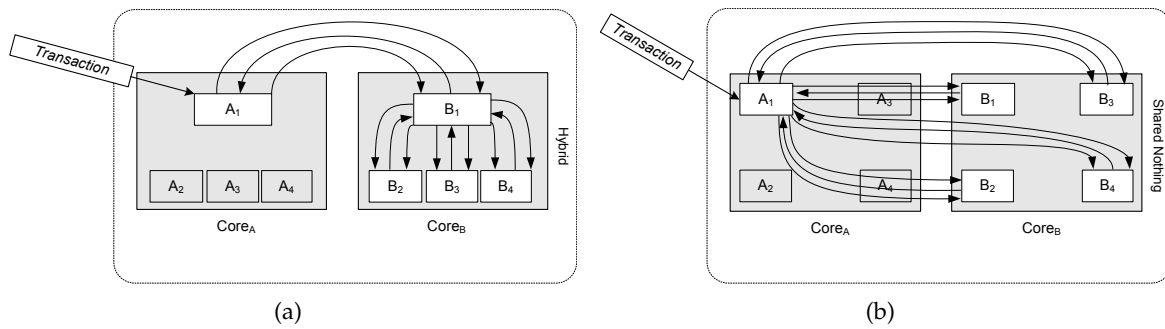 Transaction
A1
B1
A2 A3 A4
B2 B3 B4
CoreA
CoreB
Hybrid
(a)
Transaction
A1 A3 B1 B3
A2 A4 B2 B4
CoreA
CoreB
Shared Nothing
(b)